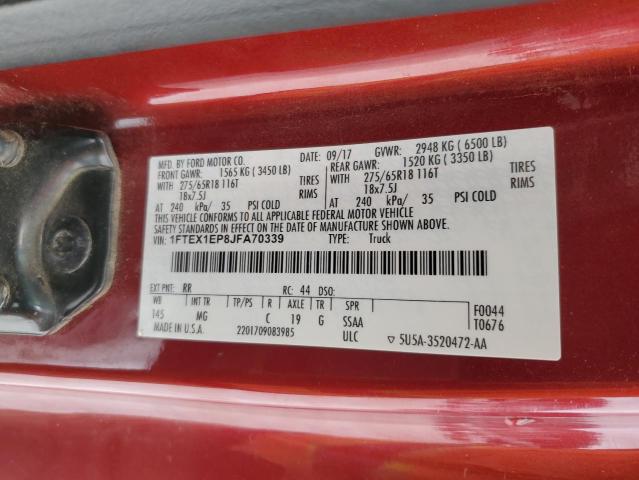 MFD. BY FORD MOTOR CO. 09/17 GVWR: 2948 KG ( 6500 LB)
FRONT GAWR: 1565 KG ( 3450 LB) REAR GAWR: 1520 KG ( 3350 LB)
WITH 275/65R18 116T TIRES WITH 275/65R18 116T TIRES
18x7.5J RIMS 18x7.5J RIMS
AT 240 kPa/ 35 PSI COLD AT 240 kPa/ 35 PSI COLD
THIS VEHICLE CONFORMS TO ALL APPLICABLE FEDERAL MOTOR VEHICLE
SAFETY STANDARDS IN EFFECT ON THE DATE OF MANUFACTURE SHOWN ABOVE.
VIN: 1FTEX1EP8JFA70339 TYPE: Truck
EXT PNT: RR RC: 44 DSO:
WB INT TR TP/PS R AXLE TR SPR F0044
145 MG C 19 G SSAA T0676
MADE IN U.S.A. 2201709083985 ULC 5U5A-3520472-AA